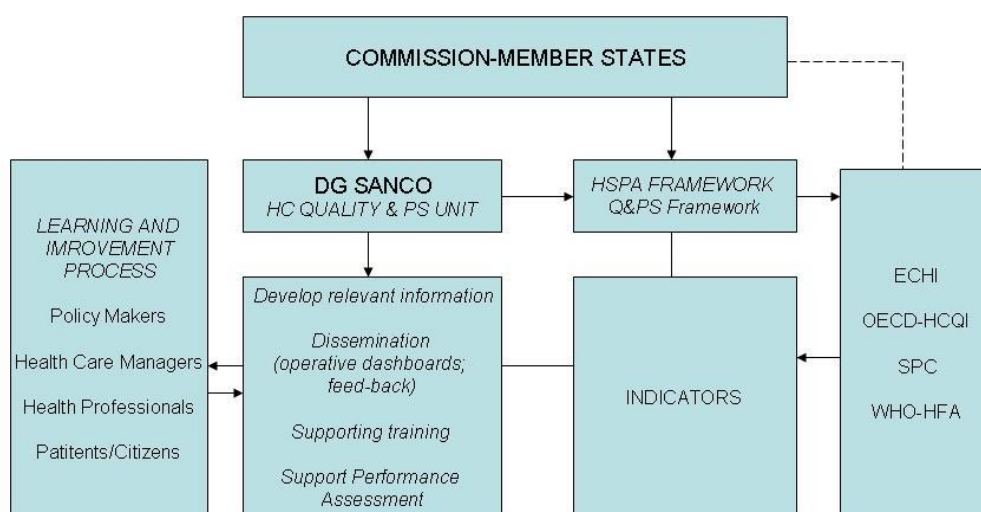 COMMISSION-MEMBER STATES
DG SANCO
HC QUALITY & PS UNIT
HSPA FRAMEWORK
Q&PS Framework
LEARNING AND
IMROVEMENT
PROCESS
Policy Makers
Health Care Managers
Health Professionals
Patitents/Citizens
Develop relevant information
Dissemination
(operative dashboards;
feed-back)
Supporting training
Support Performance
Assessment
INDICATORS
ECHI
OECD-HCQI
SPC
WHO-HFA